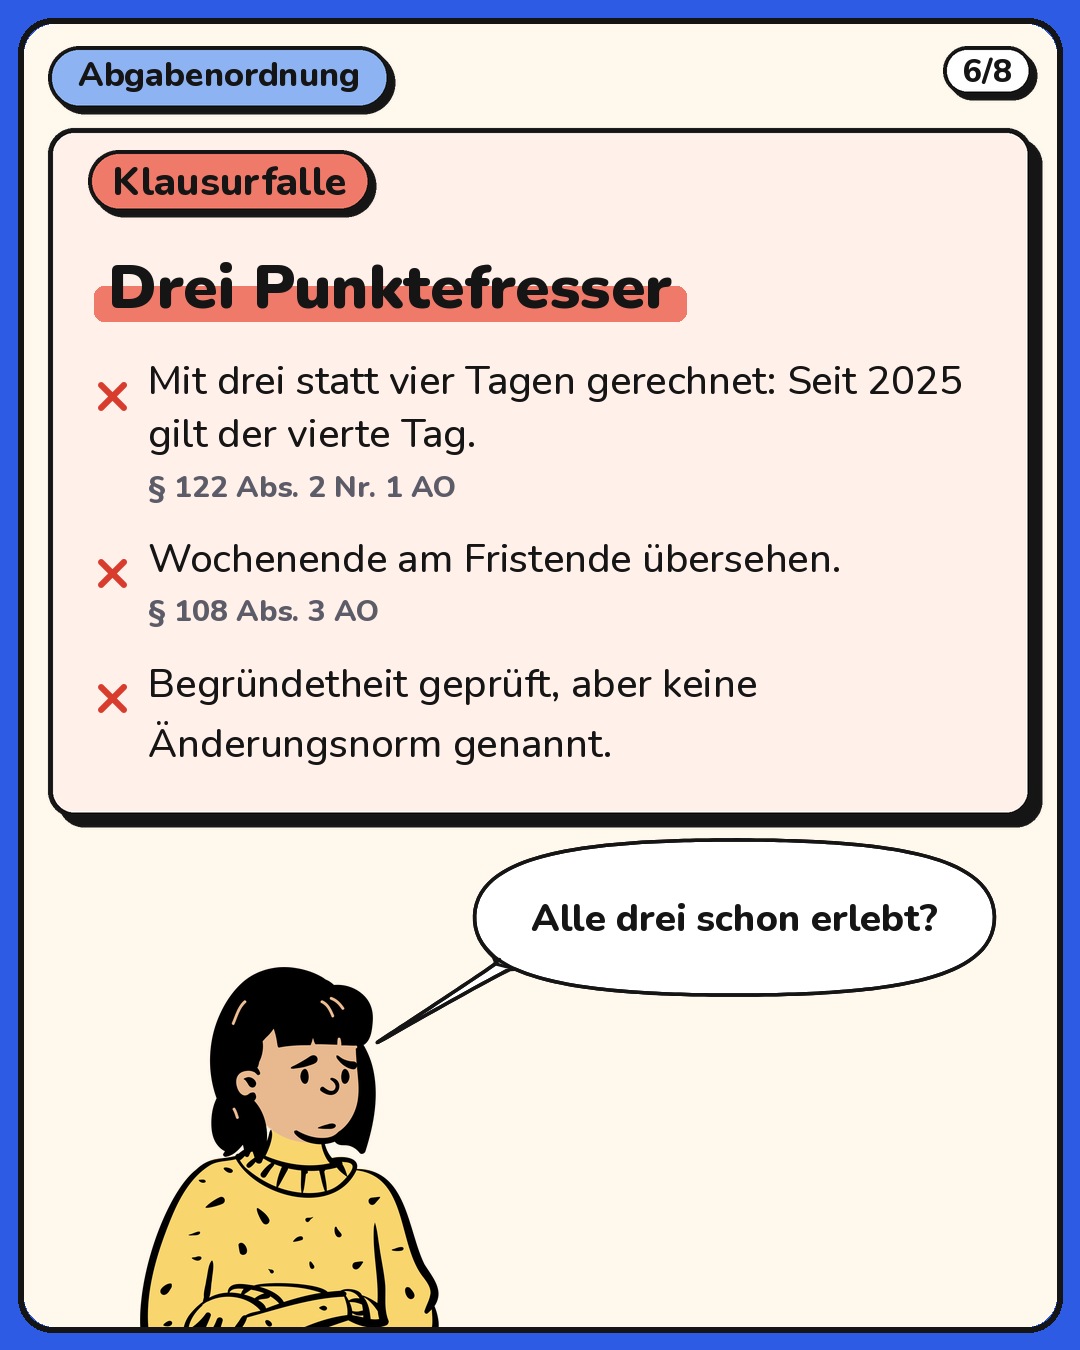 Abgabenordnung
6/8
Klausurfalle
Drei Punktefresser
Mit drei statt vier Tagen gerechnet: Seit 2025
gilt der vierte Tag.
§ 122 Abs. 2 Nr. 1 AO
Wochenende am Fristende übersehen.
§ 108 Abs. 3 AO
Begründetheit geprüft, aber keine
Änderungsnorm genannt.
Alle drei schon erlebt?